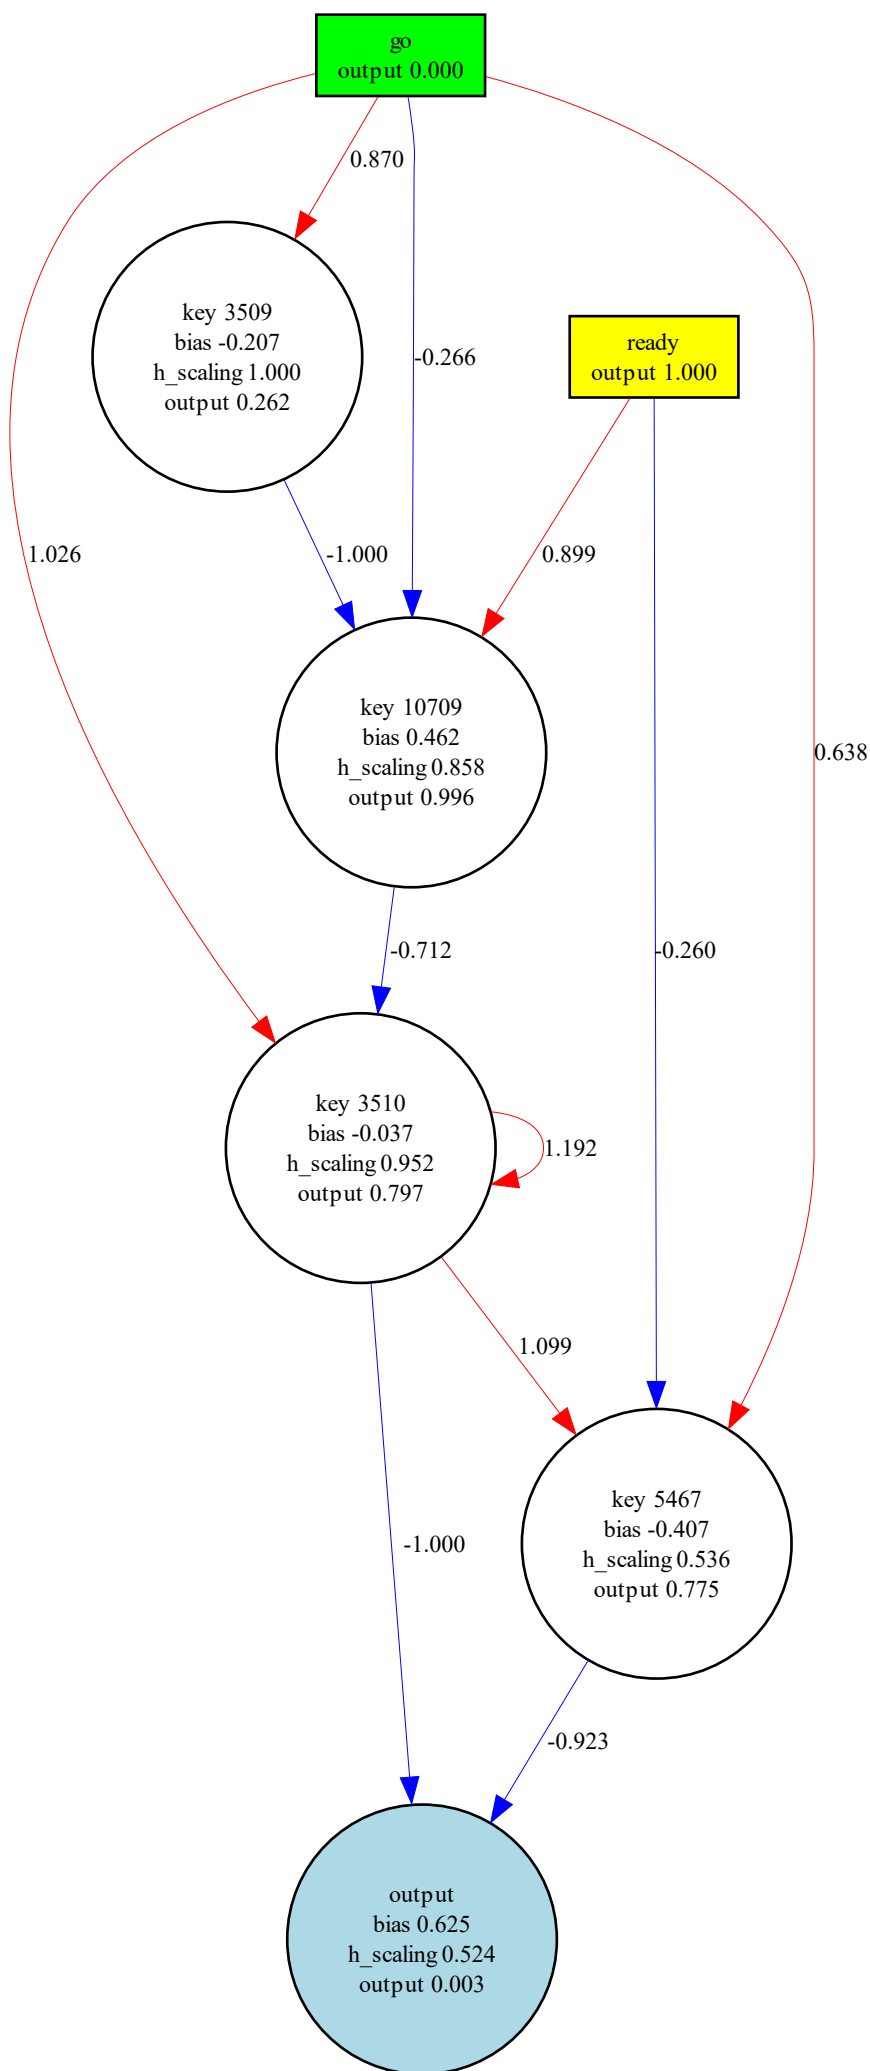 go
output 0.000
0.870
key 3509
bias -0.207
h_scaling 1.000
output 0.262
-0.266
ready
output 1.000
1.026
-1.000
0.899
key 10709
bias 0.462
h_scaling 0.858
output 0.996
0.638
-0.712
-0.260
key 3510
bias -0.037
h_scaling 0.952
output 0.797
1.192
1.099
key 5467
bias -0.407
h_scaling 0.536
output 0.775
-1.000
-0.923
output
bias 0.625
h_scaling 0.524
output 0.003